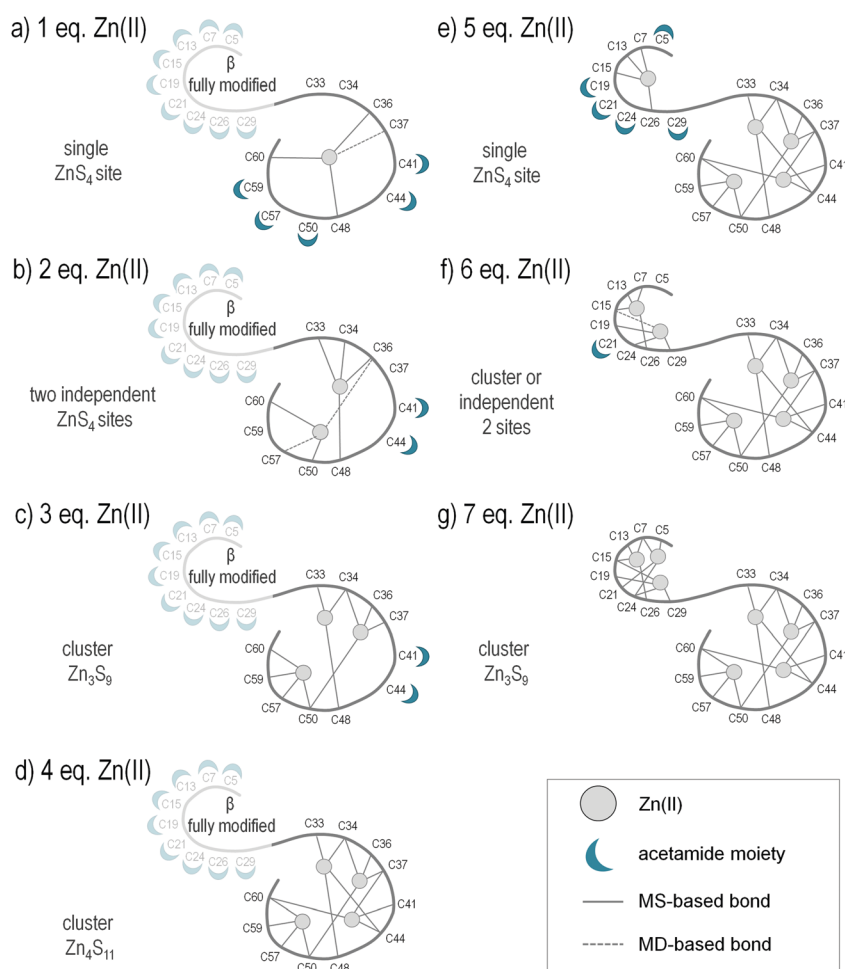 a) 1 eq. Zn(II)
C13 C7 C5
C15
β
fully modified
C19
C21
C24 C26 C29
C33 C34
C36
C37
single
ZnS4 site
C60
C41
C59
C44
C57
C50 C48
e) 5 eq. Zn(II)
C7 C5
C13
C15
C19
C21
C24 C26 C29
C33 C34
C36
C37
single
ZnS4 site
C60
C41
C59
C44
C57
C50 C48
b) 2 eq. Zn(II)
C13 C7 C5
C15
β
fully modified
C19
C21
C24 C26 C29
C33 C34
C36
C37
two independent
ZnS4 sites
C60
C41
C59
C44
C57
C50 C48
f) 6 eq. Zn(II)
C13 C7 C5
C15
C19
C21
C24 C26 C29
C33 C34
C36
C37
cluster or
independent
2 sites
C60
C41
C59
C44
C57
C50 C48
c) 3 eq. Zn(II)
C13 C7 C5
C15
β
fully modified
C19
C21
C24 C26 C29
C33 C34
C36
C37
cluster
Zn3S9
C60
C41
C59
C44
C57
C50 C48
g) 7 eq. Zn(II)
C13 C7 C5
C15
C19
C21
C24 C26 C29
C33 C34
C36
C37
cluster
Zn3S9
C60
C41
C59
C44
C57
C50 C48
d) 4 eq. Zn(II)
C13 C7 C5
C15
β
fully modified
C19
C21
C24 C26 C29
C33 C34
C36
C37
cluster
Zn4S11
C60
C41
C59
C44
C57
C50 C48
Zn(II)
acetamide moiety
MS-based bond
MD-based bond